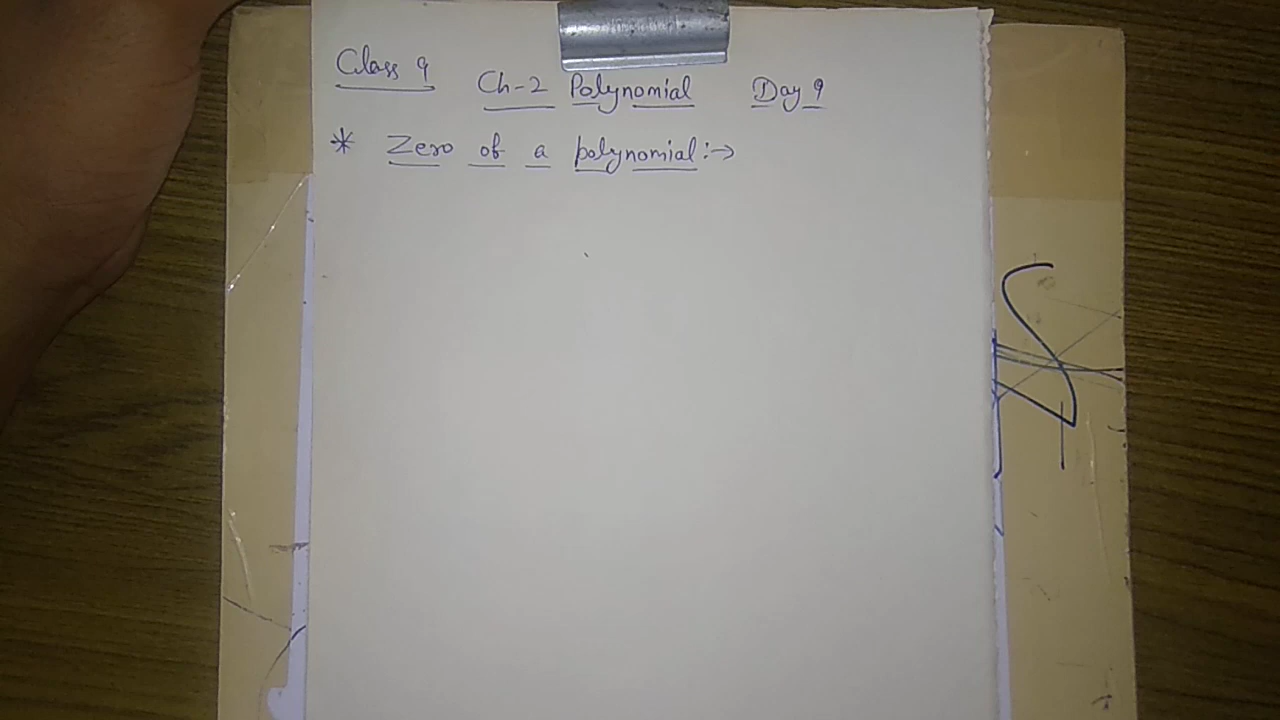 Class 9
Ch-2 Polynomial Day 9
* Zero of a polynomial:→